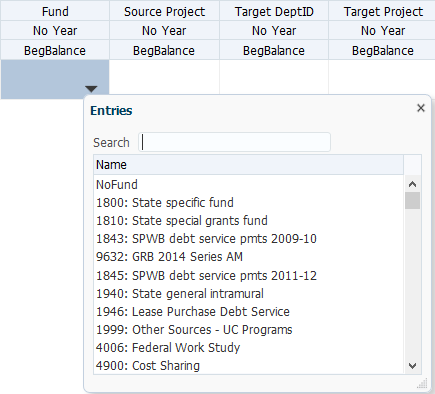 Fund Source Project Target DeptID Target Project
No Year No Year No Year No Year
BegBalance BegBalance BegBalance BegBalance
Entries
Search
Name
NoFund
1800: State specific fund
1810: State special grants fund
1843: SPWB debt service pmts 2009-10
9632: GRB 2014 Series AM
1845: SPWB debt service pmts 2011-12
1940: State general intramural
1946: Lease Purchase Debt Service
1999: Other Sources - UC Programs
4006: Federal Work Study
4900: Cost Sharing